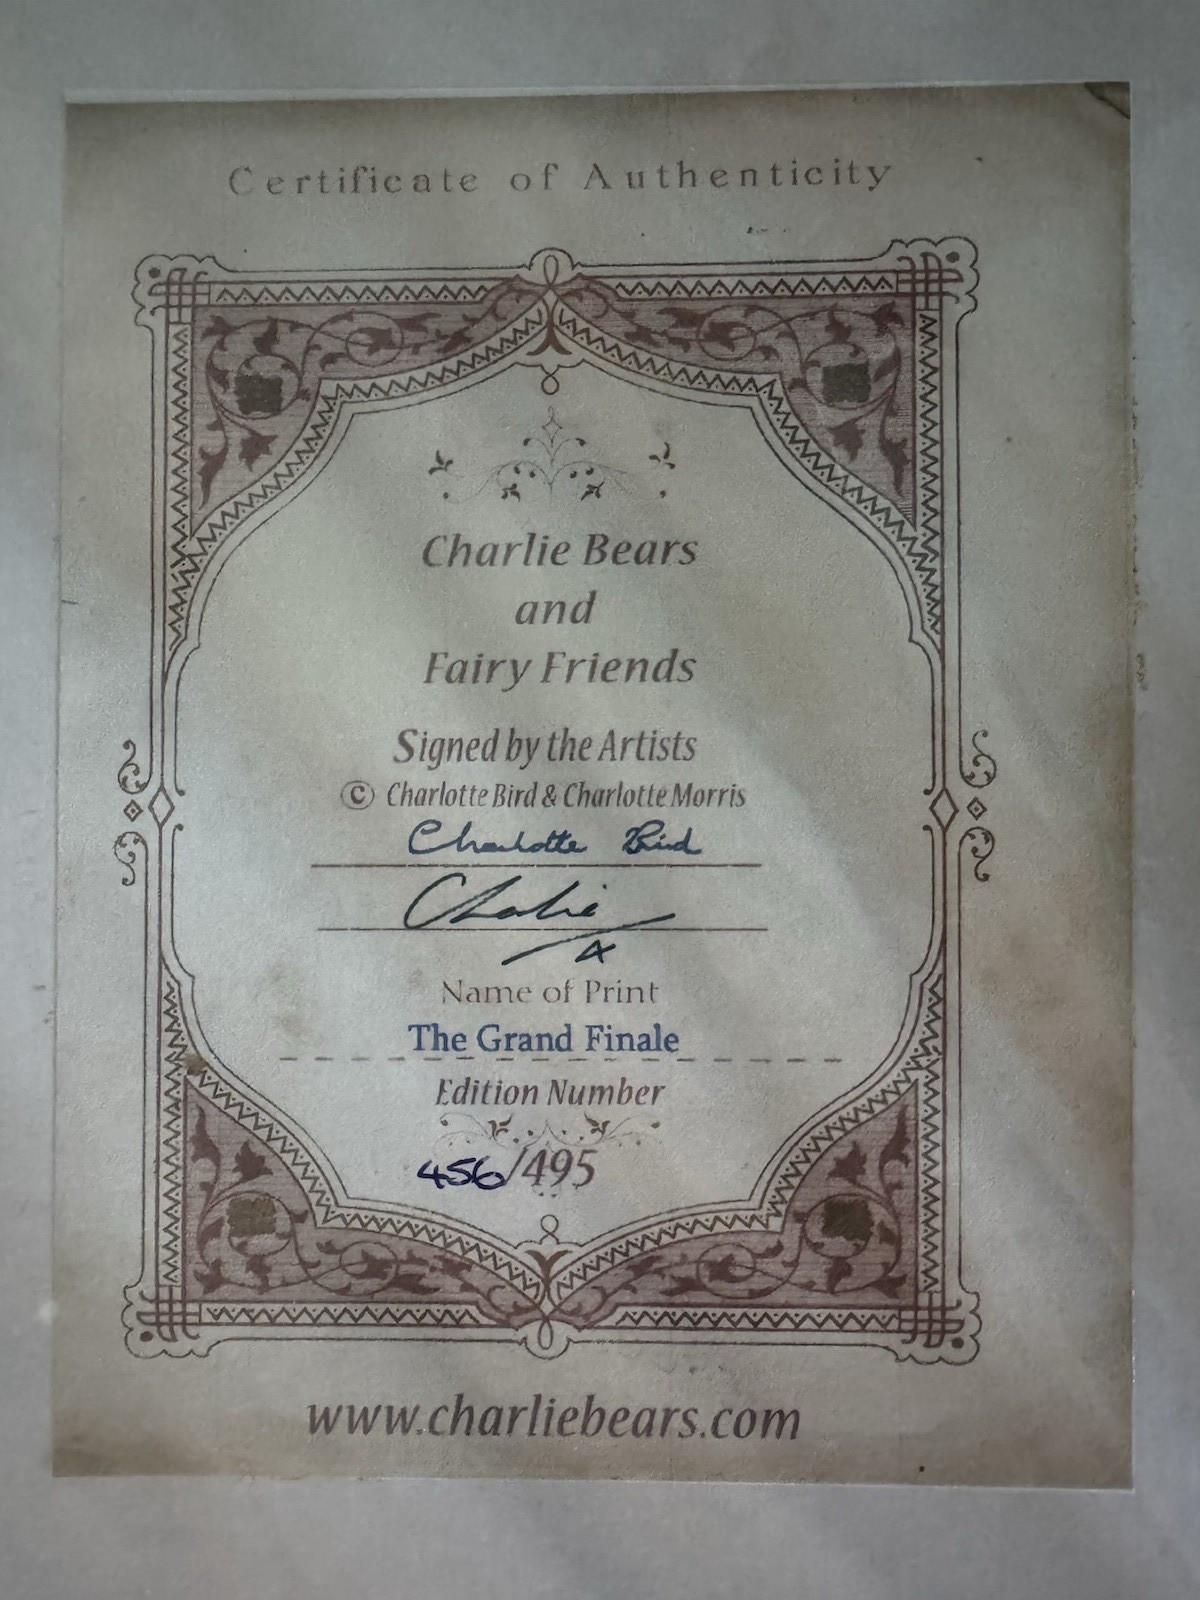 Certificate of Authenticity
Charlie Bears
and
Fairy Friends
Signed by the Artists
© Charlotte Bird & Charlotte Morris
Charlotte Bird
Charlie
x
Name of Print
The Grand Finale
Edition Number
456/495
www.charliebears.com